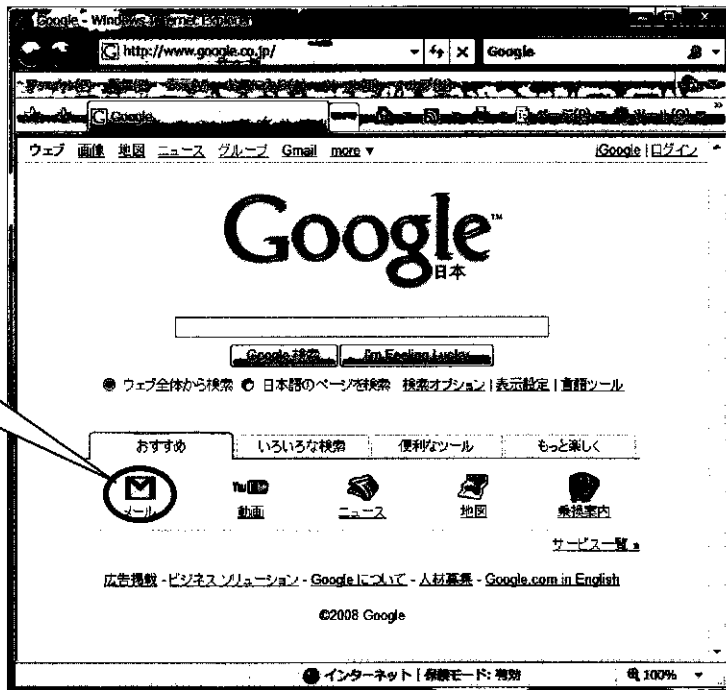 Google - Windows Internet Explorer
http://www.google.co.jp/ Google
Google
ウェブ 画像 地図 ニュース グループ Gmail more ▼ iGoogle | ログイン
Google™
日本
Google 検索 I'm Feeling Lucky
ウェブ全体から検索 日本語のページを検索 検索オプション | 表示設定 | 言語ツール
おすすめ いろいろな検索 便利なツール もっと楽しく
メール 動画 ニュース 地図 乗換案内
サービス一覧 »
広告掲載 - ビジネス ソリューション - Google について - 人材募集 - Google.com in English
©2008 Google
インターネット | 保護モード: 有効 100%